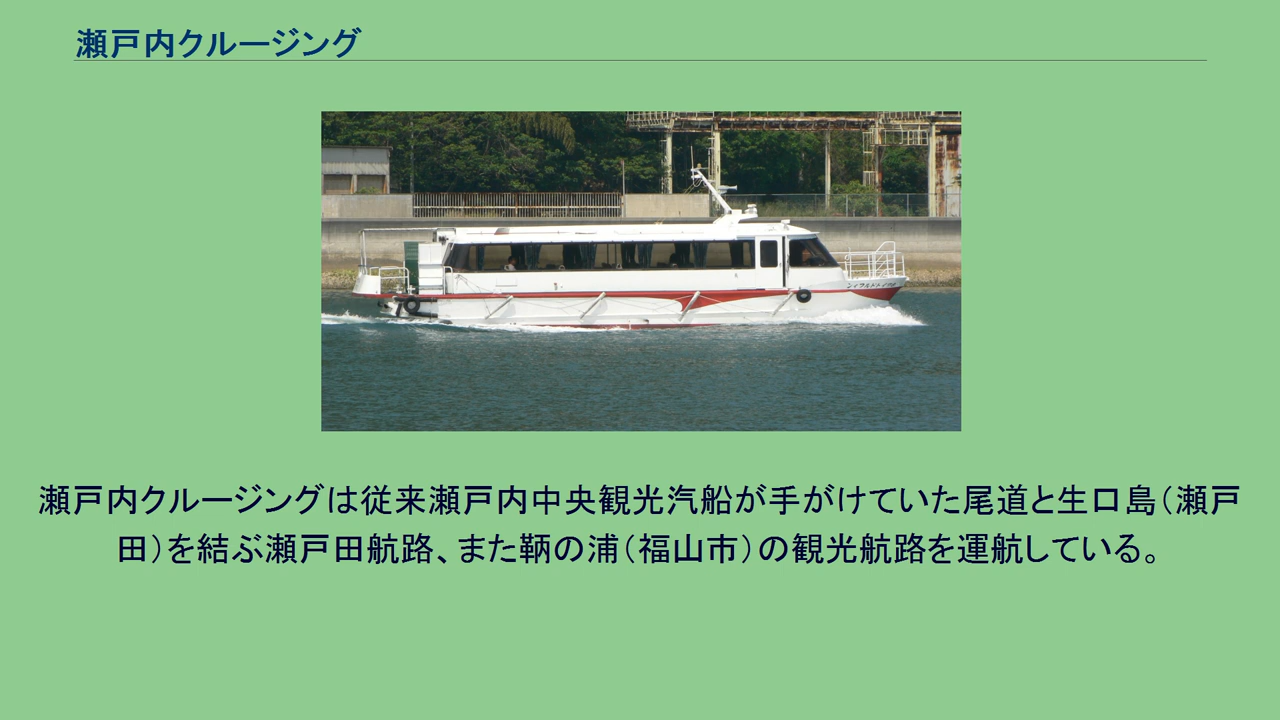 瀬戸内クルージング
瀬戸内クルージングは従来瀬戸内中央観光汽船が手がけていた尾道と生口島(瀬戸
田)を結ぶ瀬戸田航路、また鞆の浦(福山市)の観光航路を運航している。